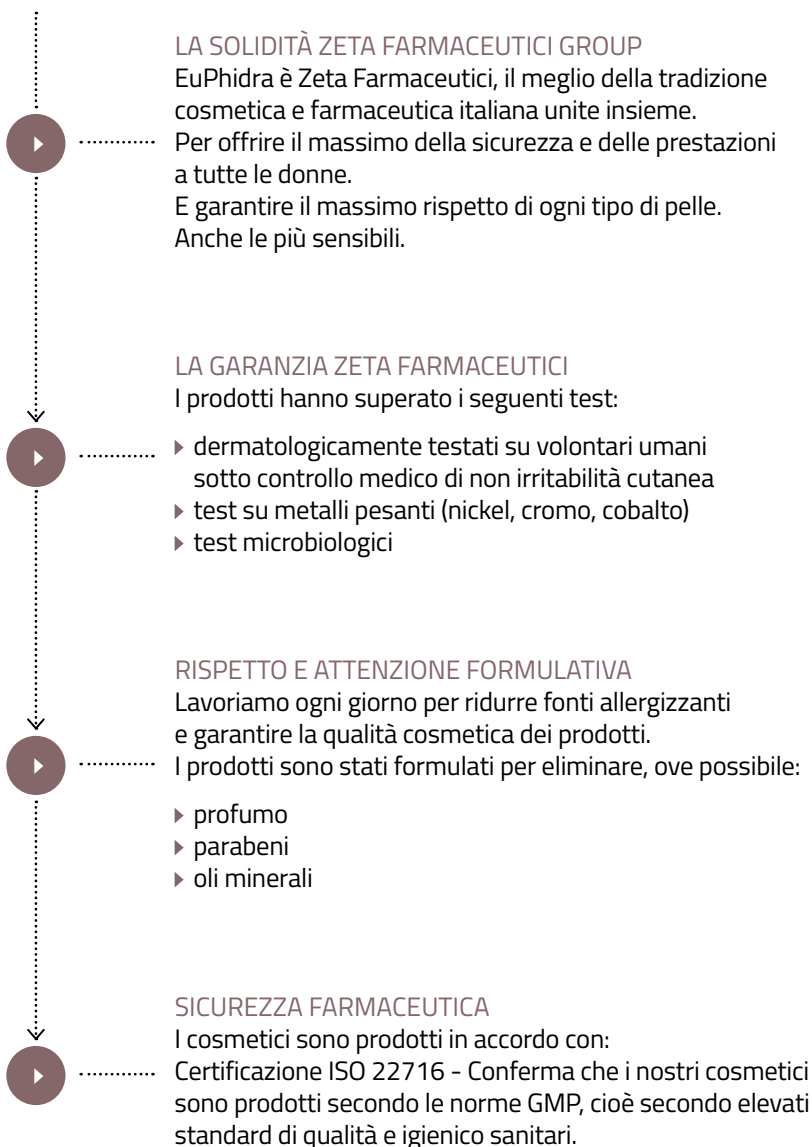 LA SOLIDITÀ ZETA FARMACEUTICI GROUP
EuPhidra è Zeta Farmaceutici, il meglio della tradizione
cosmetica e farmaceutica italiana unite insieme.
Per offrire il massimo della sicurezza e delle prestazioni
a tutte le donne.
E garantire il massimo rispetto di ogni tipo di pelle.
Anche le più sensibili.
LA GARANZIA ZETA FARMACEUTICI
I prodotti hanno superato i seguenti test:
dermatologicamente testati su volontari umani
sotto controllo medico di non irritabilità cutanea
test su metalli pesanti (nickel, cromo, cobalto)
test microbiologici
RISPETTO E ATTENZIONE FORMULATIVA
Lavoriamo ogni giorno per ridurre fonti allergizzanti
e garantire la qualità cosmetica dei prodotti.
I prodotti sono stati formulati per eliminare, ove possibile:
profumo
parabeni
oli minerali
SICUREZZA FARMACEUTICA
I cosmetici sono prodotti in accordo con:
Certificazione ISO 22716 - Conferma che i nostri cosmetici
sono prodotti secondo le norme GMP, cioè secondo elevati
standard di qualità e igienico sanitari.